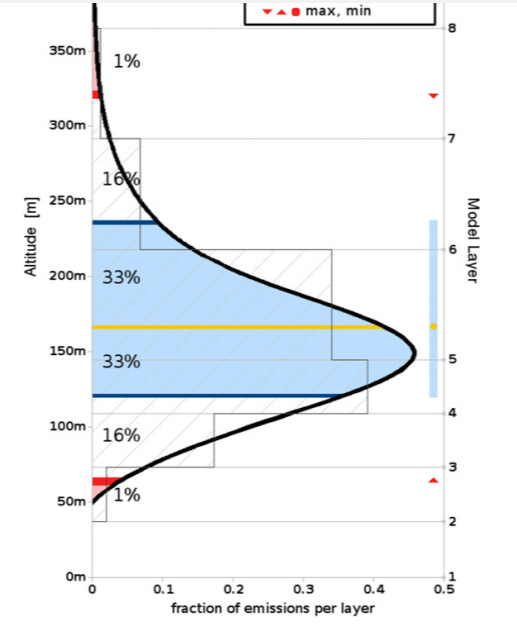 max, min
8
350m
1%
300m
7
16%
250m
6
200m
33%
150m
33%
5
4
100m
16%
3
50m
1%
2
0m
1
0
0.1
0.2
0.3
0.4
0.5
fraction of emissions per layer
Altitude [m]
Model Layer